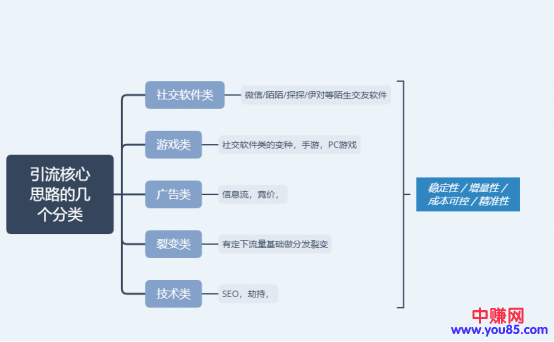 引流核心
思路的几
个分类
社交软件类
微信/陌陌/探探/伊对等陌生交友软件
游戏类
社交软件类的变种，手游，PC游戏
广告类
信息流，竞价，
裂变类
有定下流量基础做分发裂变
技术类
SEO，劫持，
稳定性 / 增量性 /
成本可控 / 精准性
中赚网
www.you85.com